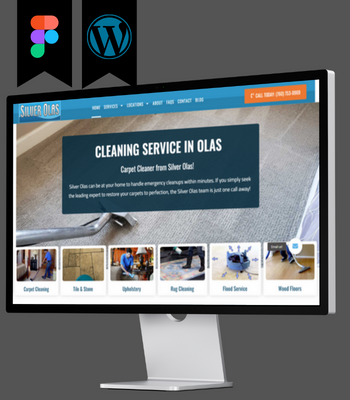 SILVER OLAS
HOME SERVICES LOCATIONS ABOUT FAQS CONTACT BLOG
CALL TODAY! (760)
CLEANING SERVICE IN OLAS
Carpet Cleaner from Silver Olas!
Silver Olas can be at your home to handle emergency cleanups within minutes. If you simply seek
the leading expert to restore your carpets to perfection, the Silver Olas team is just one call away!
Carpet Cleaning Tile & Stone Upholstery Rug Cleaning Flood Service Wood Floors